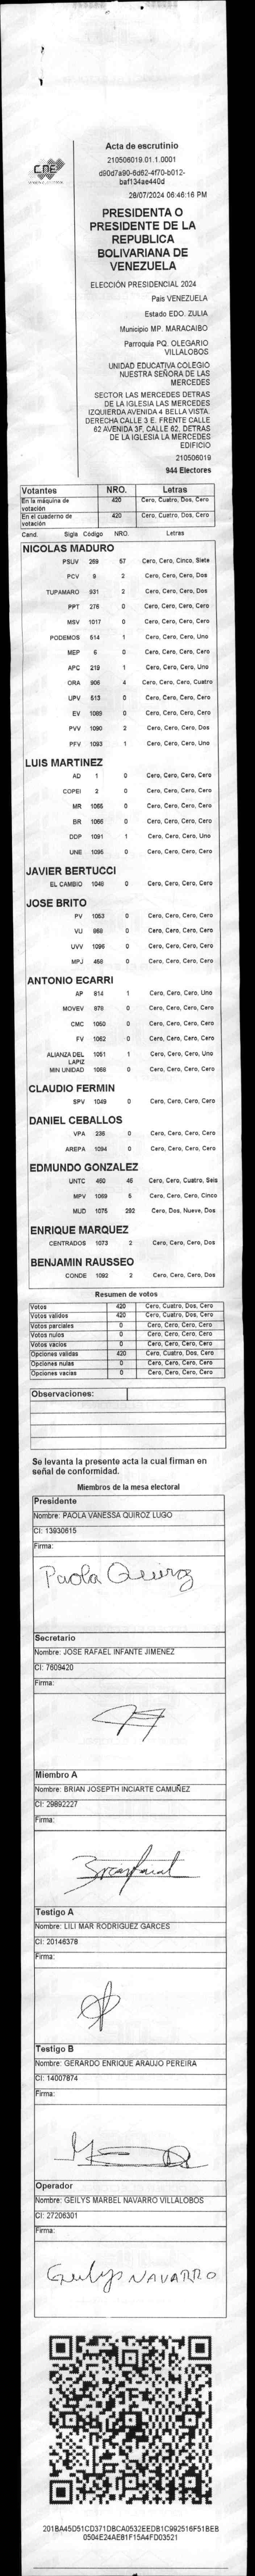 Acta de escrutinio
210506019.01.1.0001
d90d7a90-6d62-4f70-b012-
baf134ae440d
28/07/2024 06:46:16 PM
CNE
PRESIDENTA O
PRESIDENTE DE LA
REPUBLICA
BOLIVARIANA DE
VENEZUELA
ELECCIÓN PRESIDENCIAL 2024
País VENEZUELA
Estado EDO. ZULIA
Municipio MP. MARACAIBO
Parroquia PQ. OLEGARIO
VILLALOBOS
UNIDAD EDUCATIVA COLEGIO
NUESTRA SEÑORA DE LAS
MERCEDES
SECTOR LAS MERCEDES DETRAS
DE LA IGLESIA LAS MERCEDES
IZQUIERDA AVENIDA 4 BELLA VISTA.
DERECHA CALLE 3 E. FRENTE CALLE
62 AVENIDA 3F, CALLE 62, DETRAS
DE LA IGLESIA LA MERCEDES
EDIFICIO
210506019
944 Electores
Votantes NRO. Letras
En la máquina de votación 420 Cero, Cuatro, Dos, Cero
En el cuaderno de votación 420 Cero, Cuatro, Dos, Cero
Cand. Sigla Código NRO. Letras
NICOLAS MADURO
PSUV 269 57 Cero, Cero, Cinco, Siete
PCV 9 2 Cero, Cero, Cero, Dos
TUPAMARO 931 2 Cero, Cero, Cero, Dos
PPT 276 0 Cero, Cero, Cero, Cero
MSV 1017 0 Cero, Cero, Cero, Cero
PODEMOS 514 1 Cero, Cero, Cero, Uno
MEP 6 0 Cero, Cero, Cero, Cero
APC 219 1 Cero, Cero, Cero, Uno
ORA 906 4 Cero, Cero, Cero, Cuatro
UPV 513 0 Cero, Cero, Cero, Cero
EV 1089 0 Cero, Cero, Cero, Cero
PVV 1090 2 Cero, Cero, Cero, Dos
PFV 1093 1 Cero, Cero, Cero, Uno
LUIS MARTINEZ
AD 1 0 Cero, Cero, Cero, Cero
COPEI 2 0 Cero, Cero, Cero, Cero
MR 1065 0 Cero, Cero, Cero, Cero
BR 1066 0 Cero, Cero, Cero, Cero
DDP 1091 1 Cero, Cero, Cero, Uno
UNE 1095 0 Cero, Cero, Cero, Cero
JAVIER BERTUCCI
EL CAMBIO 1048 0 Cero, Cero, Cero, Cero
JOSE BRITO
PV 1053 0 Cero, Cero, Cero, Cero
VU 868 0 Cero, Cero, Cero, Cero
UVV 1096 0 Cero, Cero, Cero, Cero
MPJ 458 0 Cero, Cero, Cero, Cero
ANTONIO ECARRI
AP 814 1 Cero, Cero, Cero, Uno
MOVEV 979 0 Cero, Cero, Cero, Cero
CMC 1050 0 Cero, Cero, Cero, Cero
FV 1062 0 Cero, Cero, Cero, Cero
ALIANZA DEL LAPIZ 1051 1 Cero, Cero, Cero, Uno
MIN UNIDAD 1068 0 Cero, Cero, Cero, Cero
CLAUDIO FERMIN
SPV 1049 0 Cero, Cero, Cero, Cero
DANIEL CEBALLOS
VPA 236 0 Cero, Cero, Cero, Cero
AREPA 1094 0 Cero, Cero, Cero, Cero
EDMUNDO GONZALEZ
UNTC 450 46 Cero, Cero, Cuatro, Seis
MPV 1069 5 Cero, Cero, Cero, Cinco
MUD 1075 292 Cero, Dos, Nueve, Dos
ENRIQUE MARQUEZ
CENTRADOS 1073 2 Cero, Cero, Cero, Dos
BENJAMIN RAUSSEO
CONDE 1092 2 Cero, Cero, Cero, Dos
Resumen de votos
Votos 420 Cero, Cuatro, Dos, Cero
Votos validos 420 Cero, Cuatro, Dos, Cero
Votos parciales 0 Cero, Cero, Cero, Cero
Votos nulos 0 Cero, Cero, Cero, Cero
Votos vacios 0 Cero, Cero, Cero, Cero
Opciones validas 420 Cero, Cuatro, Dos, Cero
Opciones nulas 0 Cero, Cero, Cero, Cero
Opciones vacias 0 Cero, Cero, Cero, Cero
Observaciones:
Se levanta la presente acta la cual firman en
señal de conformidad.
Miembros de la mesa electoral
Presidente
Nombre: PAOLA VANESSA QUIROZ LUGO
CI: 13930615
Firma:
Paola Quiroz
Secretario
Nombre: JOSE RAFAEL INFANTE JIMENEZ
CI: 7609420
Firma:
Miembro A
Nombre: BRIAN JOSEPTH INCIARTE CAMUÑEZ
CI: 29892227
Firma:
Testigo A
Nombre: LILI MAR RODRIGUEZ GARCES
CI: 20146378
Firma:
Testigo B
Nombre: GERARDO ENRIQUE ARAUJO PEREIRA
CI: 14007874
Firma:
Operador
Nombre: GEILYS MARBEL NAVARRO VILLALOBOS
CI: 27206301
Firma:
Geilys NAVARRO
201BA45D51CD371DBCA0532EEDB1C992516F51BEB
0504E24AEB1F15A4FD03521